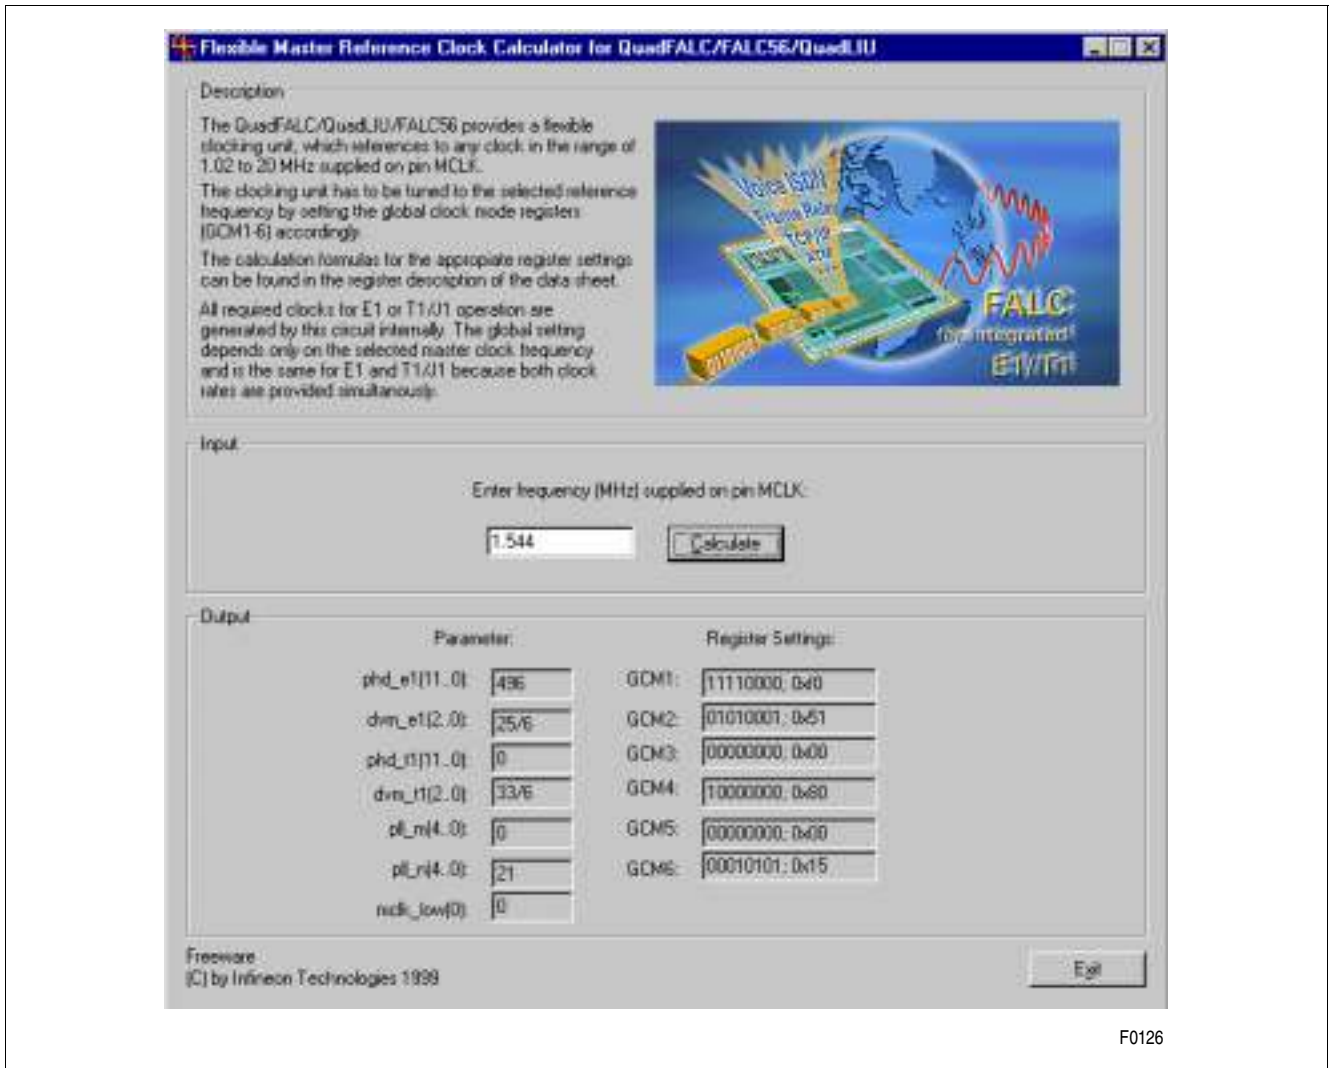 Flexible Master Reference Clock Calculator for QuadFALC/FALC56/QuadLIU
Description
The QuadFALC/QuadLIU/FALC56 provides a flexible
clocking unit, which references to any clock in the range of
1.02 to 20 MHz supplied on pin MCLK.
The clocking unit has to be tuned to the selected reference
frequency by setting the global clock mode registers
(GCM1-6) accordingly.
The calculation formulas for the appropiate register settings
can be found in the register description of the data sheet.
All required clocks for E1 or T1/J1 operation are
generated by this circuit internally. The global setting
depends only on the selected master clock frequency
and is the same for E1 and T1/J1 because both clock
rates are provided simultanously.
Voice ISDN
Frame Relay
TCP/IP
ATM
FALC
for integrated!
E1/T1!
Input
Enter frequency (MHz) supplied on pin MCLK:
1.544
Calculate
Output
Parameter:
Register Settings:
phd_e1(11..0): 496
GCM1: 11110000; 0xf0
dvm_e1(2..0): 25/6
GCM2: 01010001; 0x51
phd_t1(11..0): 0
GCM3: 00000000; 0x00
dvm_t1(2..0): 33/6
GCM4: 10000000; 0x80
pll_m(4..0): 0
GCM5: 00000000; 0x00
pll_n(4..0): 21
GCM6: 00010101; 0x15
mclk_low(0): 0
Freeware
(C) by Infineon Technologies 1999
Exit
F0126